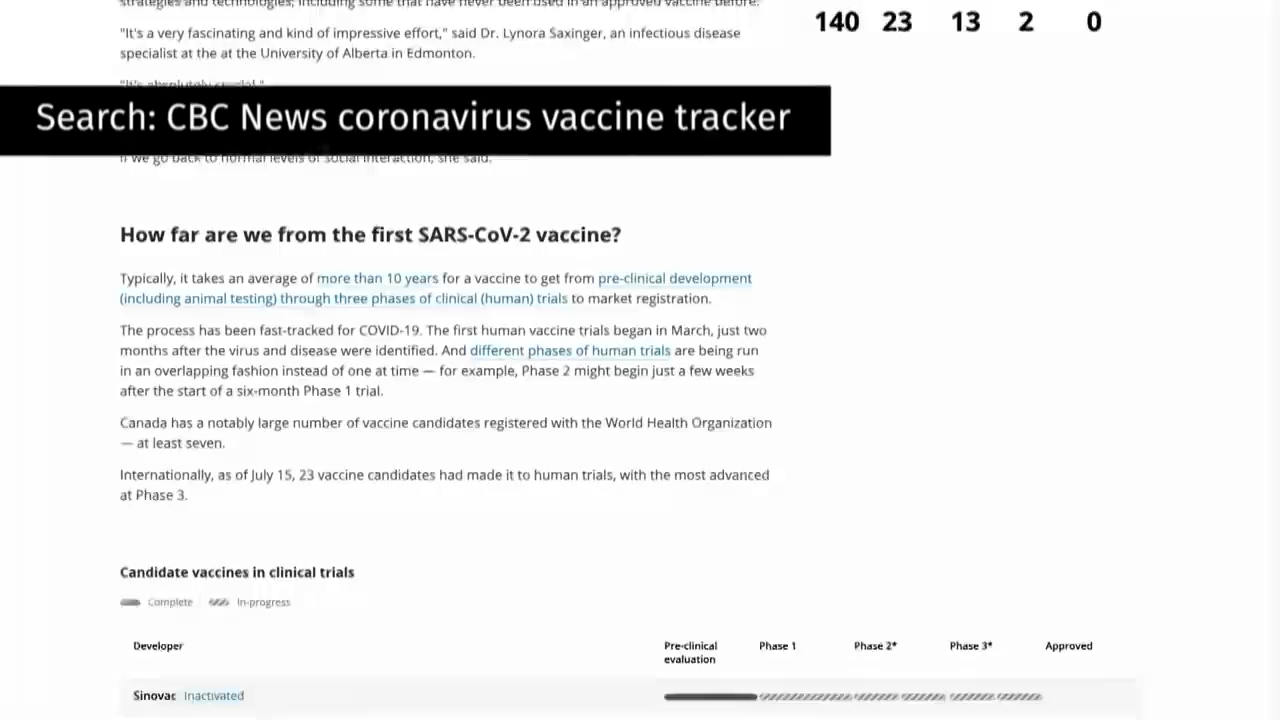 strategies and technologies, including some that have never been used in an approved vaccine before.
140 23 13 2 0
"It's a very fascinating and kind of impressive effort," said Dr. Lynora Saxinger, an infectious disease
specialist at the at the University of Alberta in Edmonton.
"It's absolutely crucial."
Search: CBC News coronavirus vaccine tracker
if we go back to normal levels of social interaction, she said.
How far are we from the first SARS-CoV-2 vaccine?
Typically, it takes an average of more than 10 years for a vaccine to get from pre-clinical development
(including animal testing) through three phases of clinical (human) trials to market registration.
The process has been fast-tracked for COVID-19. The first human vaccine trials began in March, just two
months after the virus and disease were identified. And different phases of human trials are being run
in an overlapping fashion instead of one at time — for example, Phase 2 might begin just a few weeks
after the start of a six-month Phase 1 trial.
Canada has a notably large number of vaccine candidates registered with the World Health Organization
— at least seven.
Internationally, as of July 15, 23 vaccine candidates had made it to human trials, with the most advanced
at Phase 3.
Candidate vaccines in clinical trials
Complete In-progress
Developer Pre-clinical evaluation Phase 1 Phase 2* Phase 3* Approved
Sinovac Inactivated